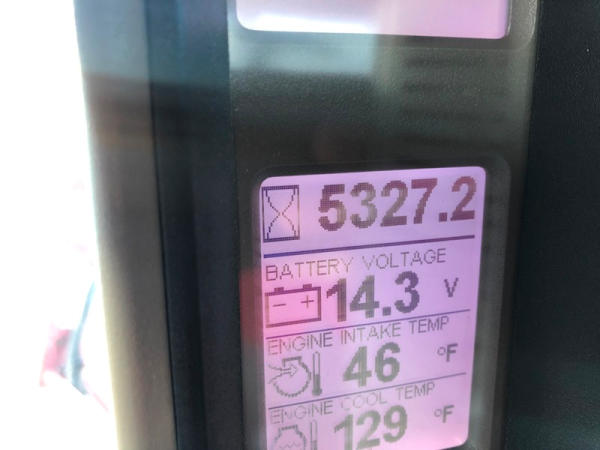 5327.2
BATTERY VOLTAGE
- + 14.3 V
ENGINE INTAKE TEMP
46 °F
ENGINE COOL TEMP
129 °F